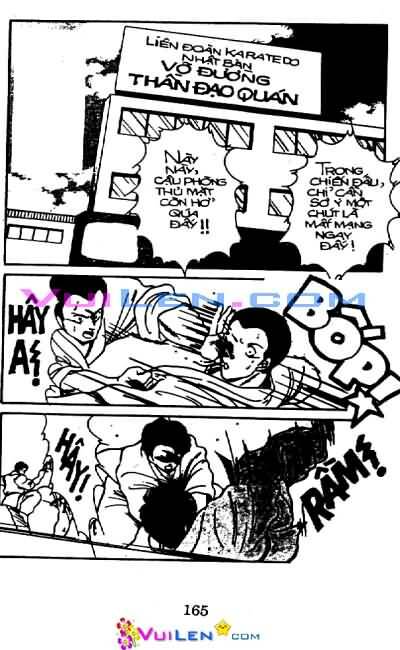 LIÊN ĐOÀN KARATEDO
NHẬT BẢN
VÕ ĐƯỜNG
THẦN ĐẠO QUÁN
NÀY
NÀY,
CẬU PHÒNG
THỦ MẶT
CÒN HỞ
QUÁ
ĐẤY!!
TRONG
CHIẾN ĐẤU,
CHỈ CẦN
SƠ Ý MỘT
CHÚT LÀ
MẤT MẠNG
NGAY
ĐẤY!
VUILEN.COM
HÂY
A!
BỐP!
HÂY!
RẦM!
165
VUILEN.COM